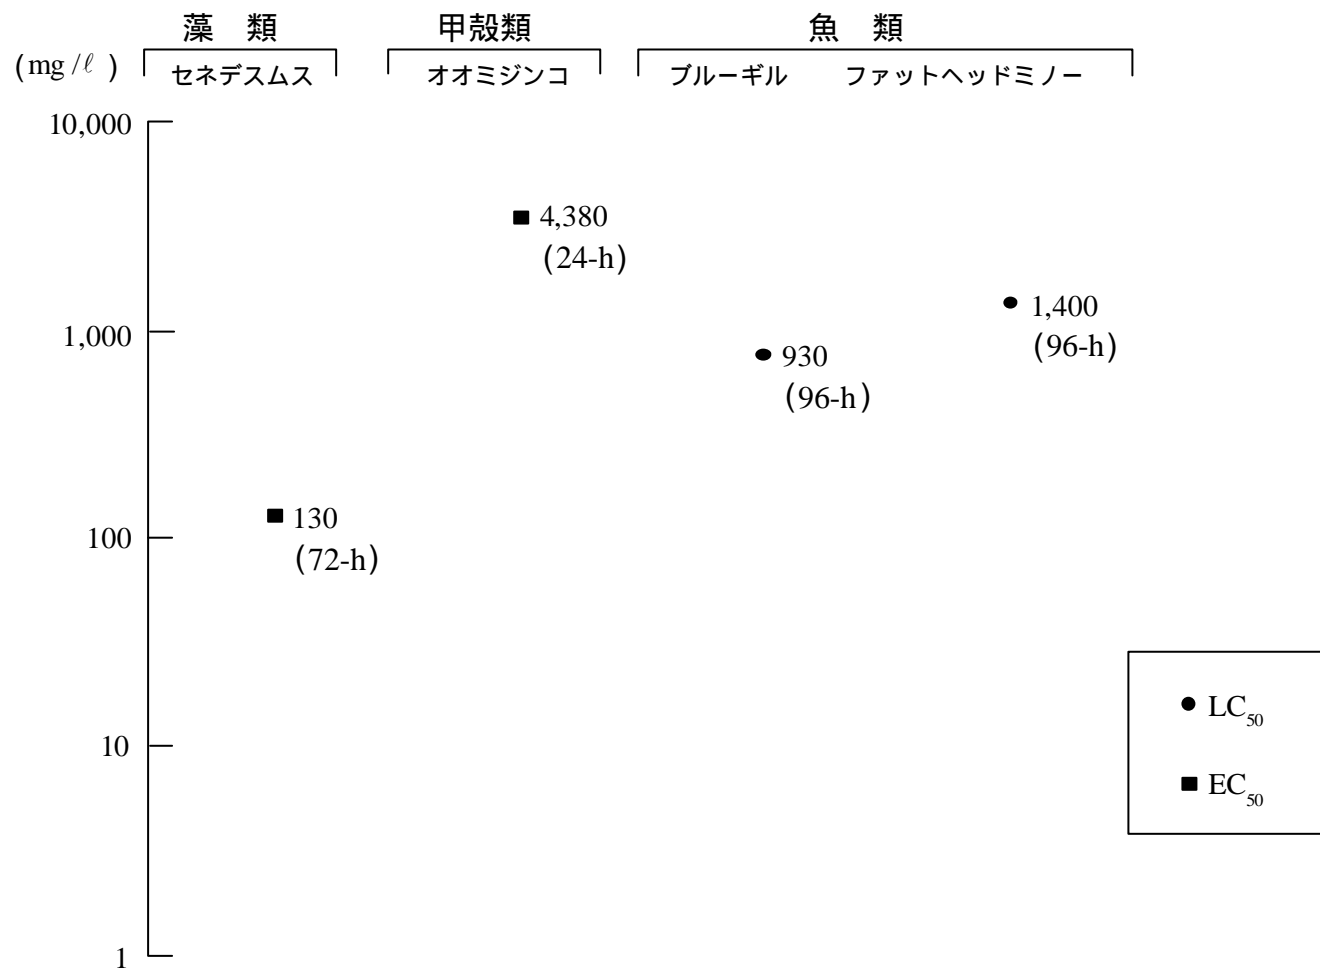 藻 類 甲殻類 魚 類
(mg/ℓ) セネデスムス オオミジンコ ブルーギル ファットヘッドミノー
10,000
4,380
(24-h)
1,000
1,400
(96-h)
930
(96-h)
130
100
(72-h)
LC50
10
EC50
1